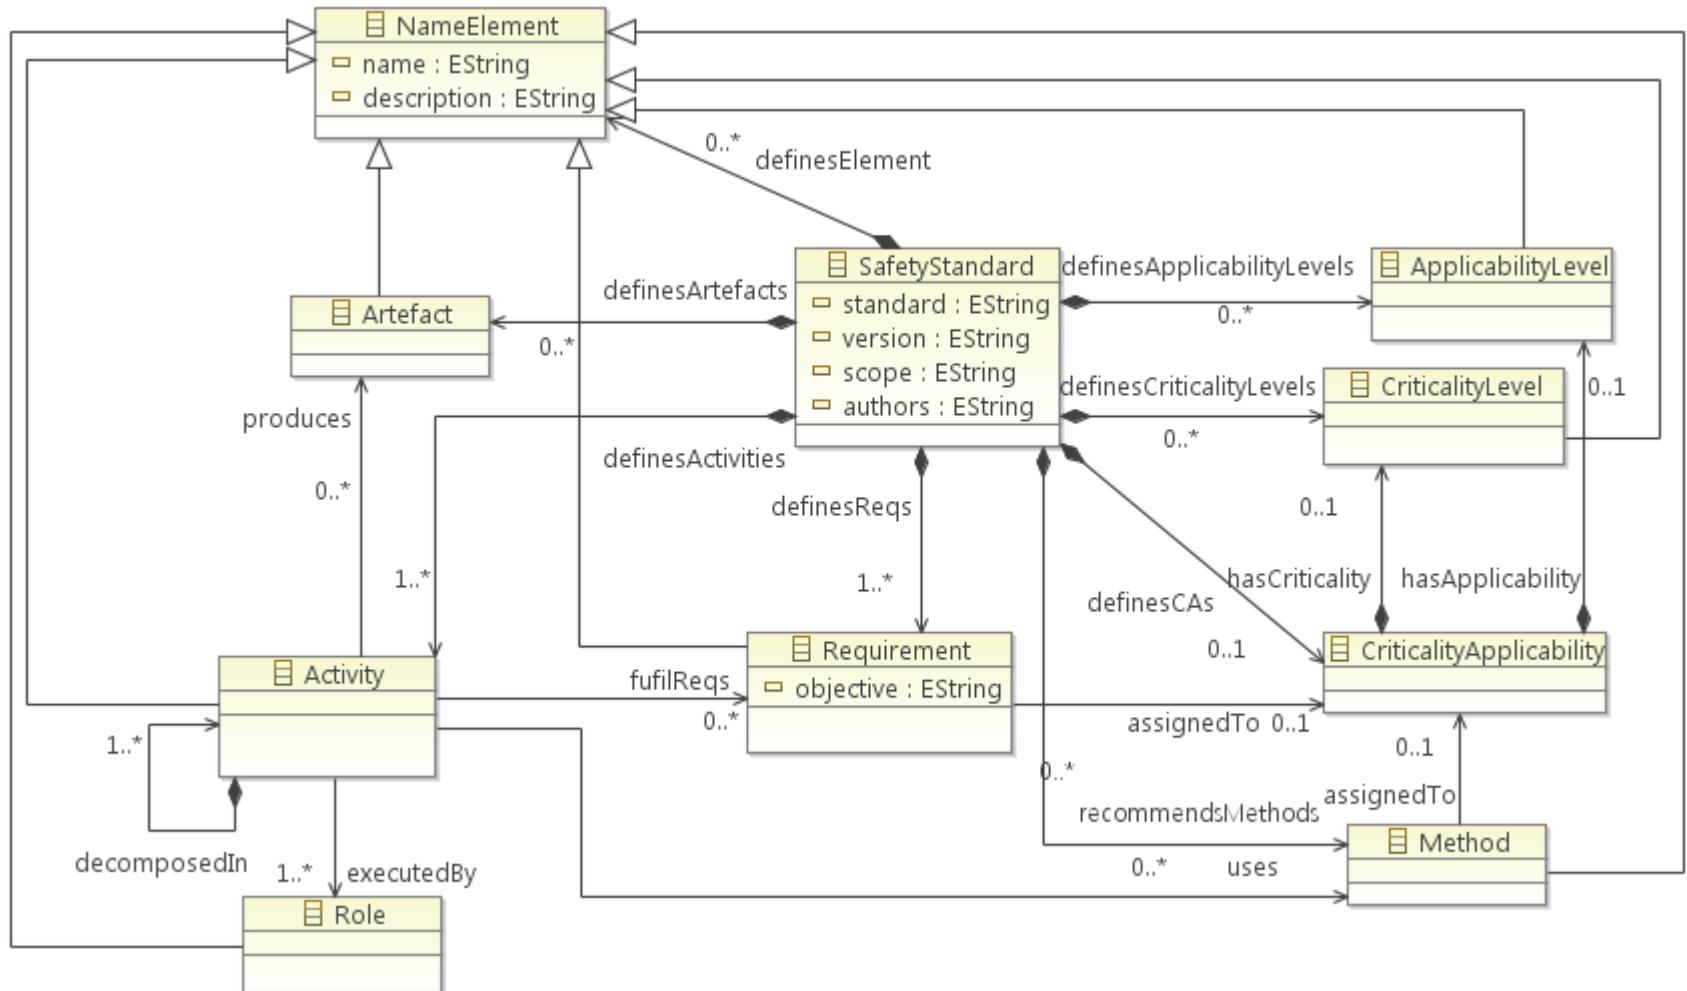 NameElement
name : EString
description : EString
0..*
definesElement
SafetyStandard
standard : EString
version : EString
scope : EString
authors : EString
definesApplicabilityLevels
0..*
ApplicabilityLevel
definesArtefacts
0..*
Artefact
definesCriticalityLevels
0..*
CriticalityLevel
0..1
produces
0..*
definesActivities
1..*
definesReqs
1..*
0..1
hasCriticality
hasApplicability
definesCAs
0..1
Activity
Requirement
objective : EString
CriticalityApplicability
fufilReqs
0..*
assignedTo 0..1
0..1
1..*
decomposedIn
0..*
assignedTo
recommendsMethods
Method
0..*
uses
1..*
executedBy
Role